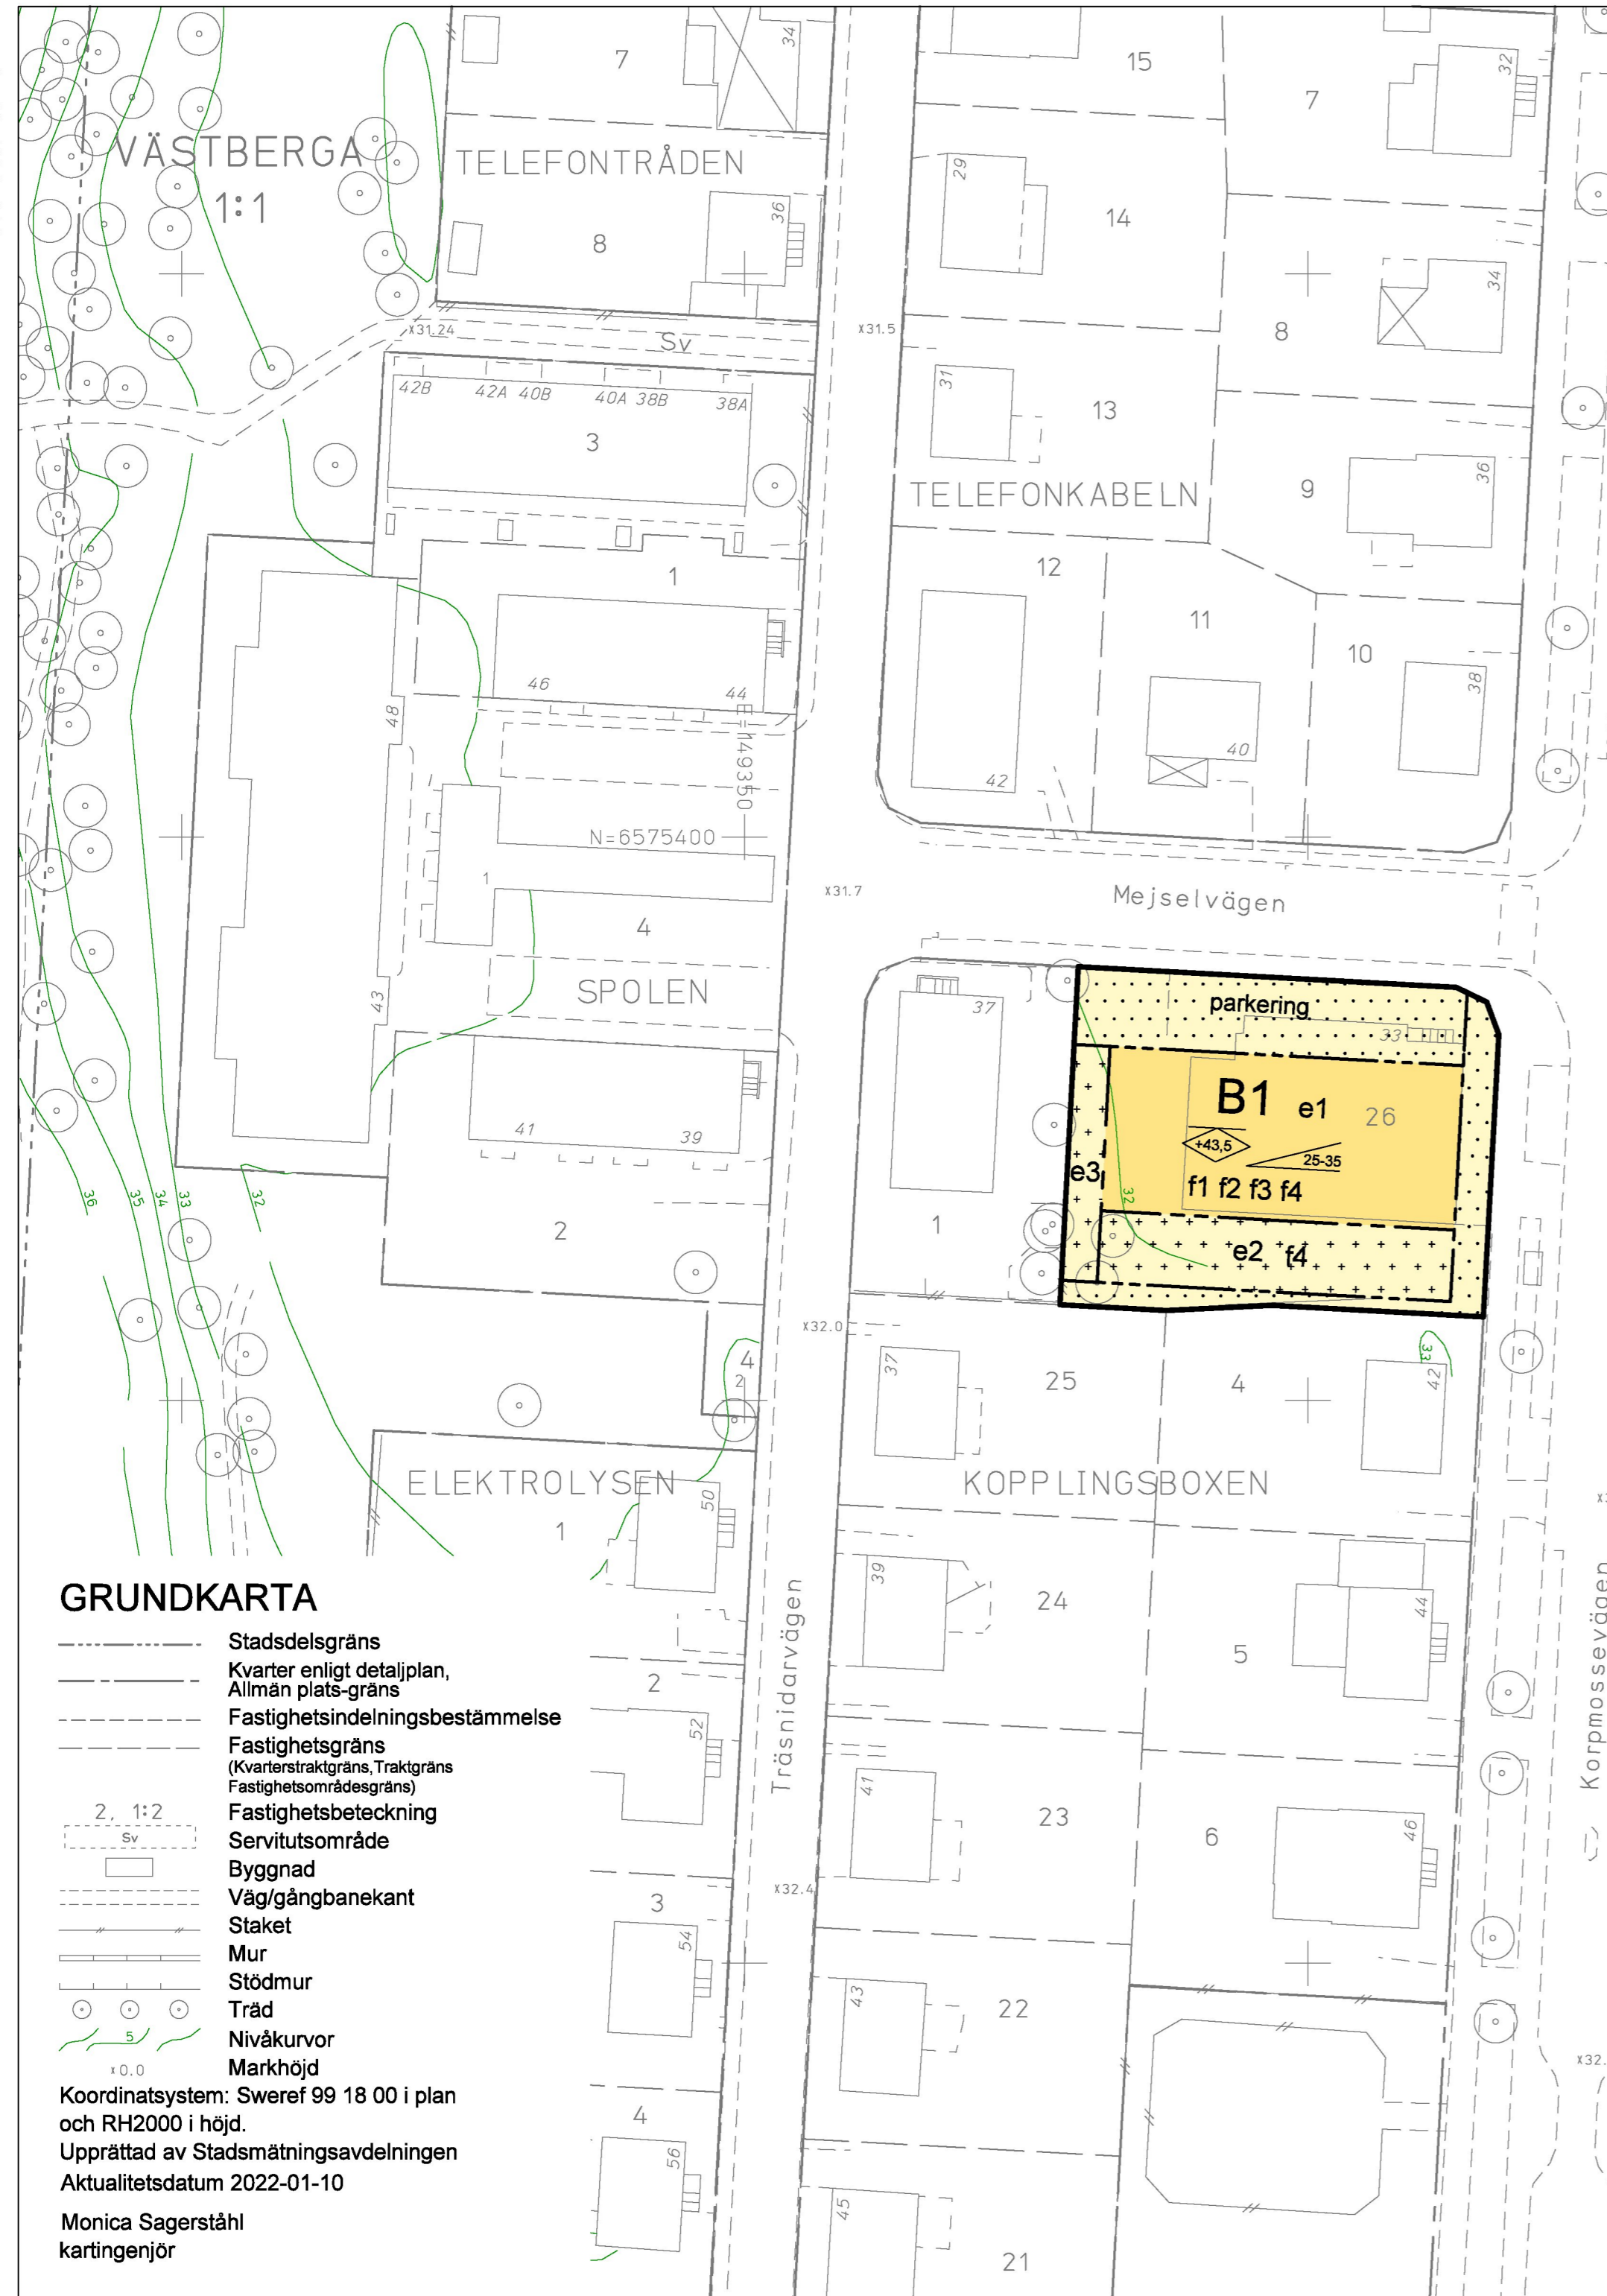 7
34
15
7
32
VÄSTBERGA
1:1
TELEFONTRÅDEN
29
36
14
8
34
8
x31.24
Sv
x31.5
42B
42A
40B
40A
38B
38A
31
13
3
36
9
TELEFONKABELN
12
1
11
10
46
44
48
38
E=149350
40
42
N=6575400
1
x31.7
Mejselvägen
4
SPOLEN
43
37
parkering
33
B1 e1 26
41
39
+43,5
25-35
e3
f1 f2 f3 f4
32
36
35
34
33
32
2
1
e2 f4
x32.0
33
4
2
37
25
4
42
ELEKTROLYSEN
KOPPLINGSBOXEN
50
1
GRUNDKARTA
Stadsdelsgräns
Kvarter enligt detaljplan,
Allmän plats-gräns
Fastighetsindelningsbestämmelse
Fastighetsgräns
(Kvarterstraktgräns,Traktgräns
Fastighetsområdesgräns)
2, 1:2 Fastighetsbeteckning
Sv Servitutsområde
Byggnad
Väg/gångbanekant
Staket
Mur
Stödmur
Träd
5 Nivåkurvor
x0.0 Markhöjd
Koordinatsystem: Sweref 99 18 00 i plan
och RH2000 i höjd.
Upprättad av Stadsmätningsavdelningen
Aktualitetsdatum 2022-01-10
Monica Sagerståhl
kartingenjör
39
24
44
5
2
52
Träsnidarvägen
Korpmossevägen
41
23
6
46
x32.4
3
54
43
22
4
56
45
21